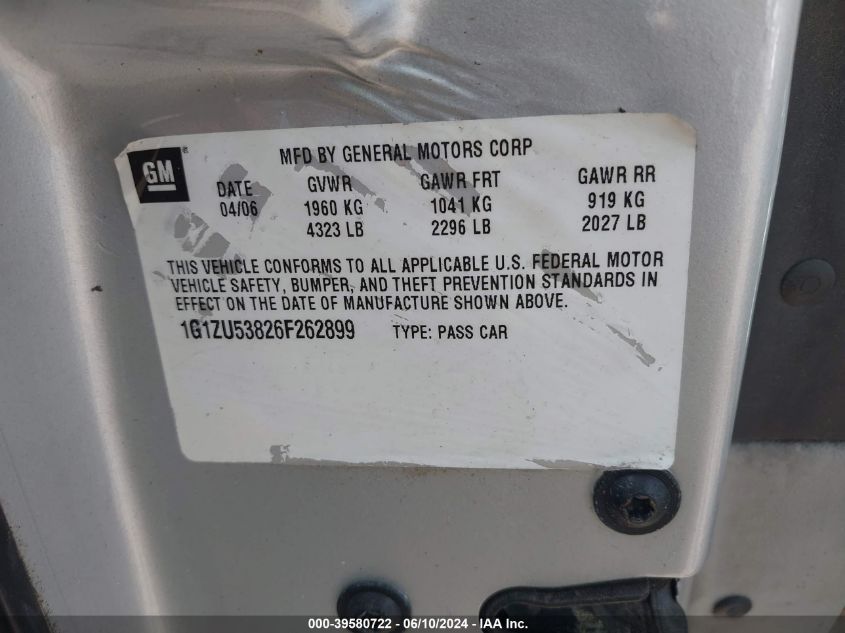 GM
MFD BY GENERAL MOTORS CORP
DATE GVWR GAWR FRT GAWR RR
04/06 1960 KG 1041 KG 919 KG
4323 LB 2296 LB 2027 LB
THIS VEHICLE CONFORMS TO ALL APPLICABLE U.S. FEDERAL MOTOR
VEHICLE SAFETY, BUMPER, AND THEFT PREVENTION STANDARDS IN
EFFECT ON THE DATE OF MANUFACTURE SHOWN ABOVE.
1G1ZU53826F262899 TYPE: PASS CAR
000-39580722 - 06/10/2024 - IAA Inc.